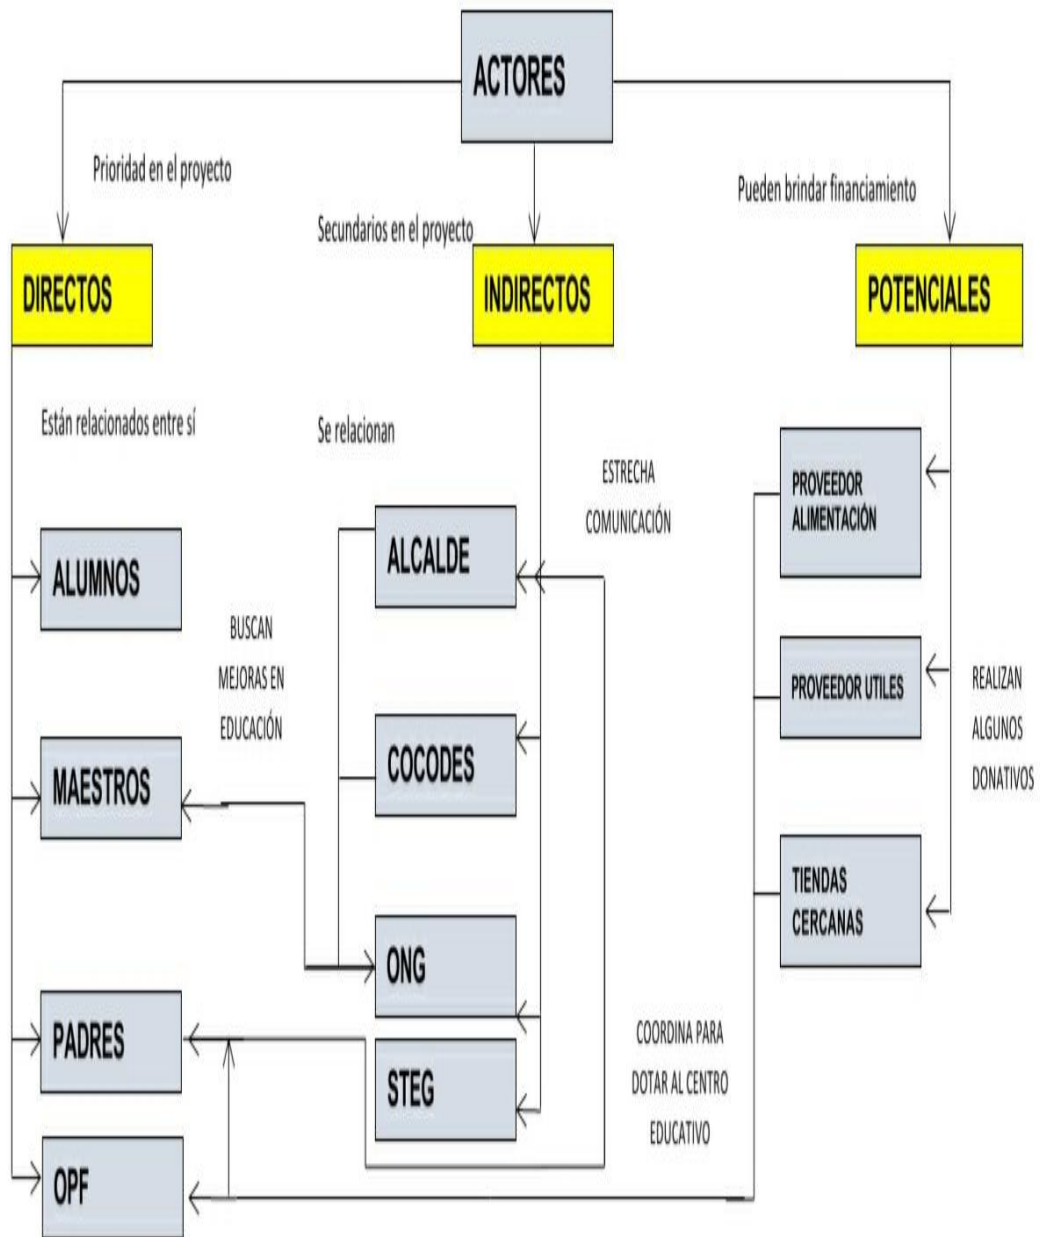 ACTORES
Prioridad en el proyecto
Secundarios en el proyecto
Pueden brindar financiamiento
DIRECTOS
INDIRECTOS
POTENCIALES
Están relacionados entre sí
Se relacionan
ESTRECHA
COMUNICACIÓN
PROVEEDOR
ALIMENTACIÓN
ALUMNOS
ALCALDE
BUSCAN
MEJORAS EN
EDUCACIÓN
PROVEEDOR UTILES
REALIZAN
ALGUNOS
DONATIVOS
MAESTROS
COCODES
TIENDAS
CERCANAS
ONG
PADRES
STEG
COORDINA PARA
DOTAR AL CENTRO
EDUCATIVO
OPF